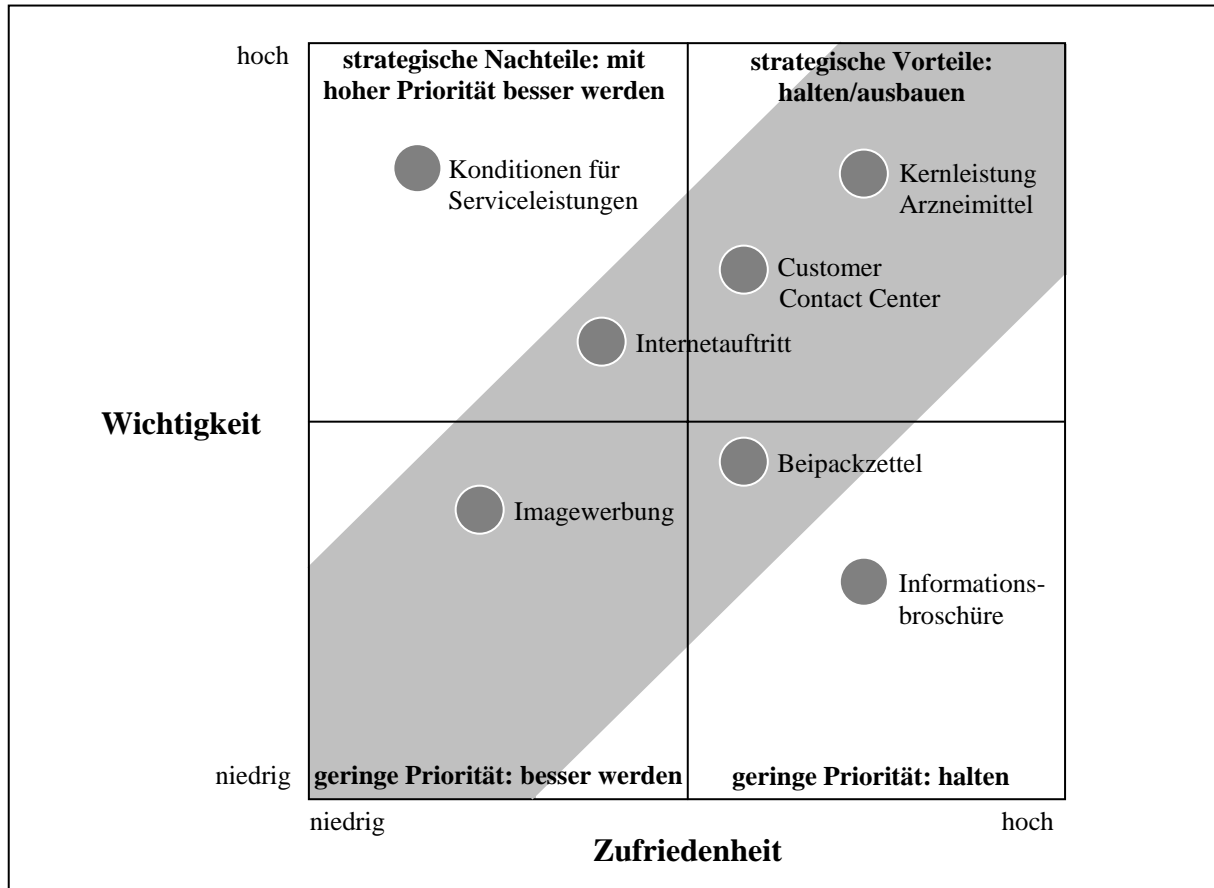 hoch
strategische Nachteile: mit
hoher Priorität besser werden
strategische Vorteile:
halten/ausbauen
Konditionen für
Serviceleistungen
Kernleistung
Arzneimittel
Customer
Contact Center
Internetauftritt
Wichtigkeit
Beipackzettel
Imagewerbung
Informations-
broschüre
niedrig
geringe Priorität: besser werden
geringe Priorität: halten
niedrig
hoch
Zufriedenheit